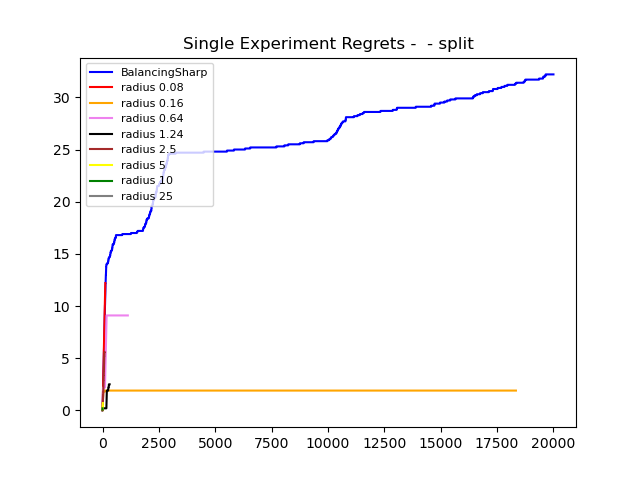 Single Experiment Regrets -  - split
BalancingSharp
radius 0.08
radius 0.16
radius 0.64
radius 1.24
radius 2.5
radius 5
radius 10
radius 25
30
25
20
15
10
5
0
0 2500 5000 7500 10000 12500 15000 17500 20000